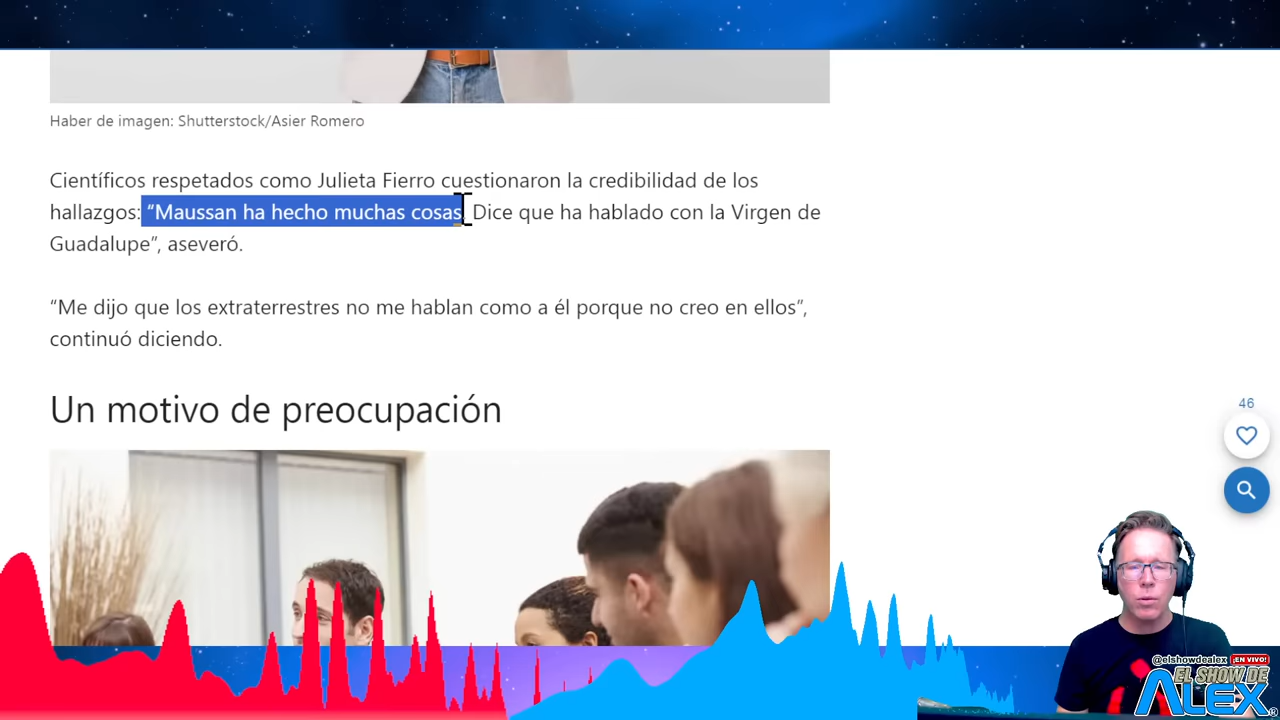 Haber de imagen: Shutterstock/Asier Romero
Científicos respetados como Julieta Fierro cuestionaron la credibilidad de los
hallazgos: “Maussan ha hecho muchas cosas. Dice que ha hablado con la Virgen de
Guadalupe”, aseveró.
“Me dijo que los extraterrestres no me hablan como a él porque no creo en ellos”,
continuó diciendo.
Un motivo de preocupación
46
@elshowdealex ¡EN VIVO!
EL SHOW DE
ALEX